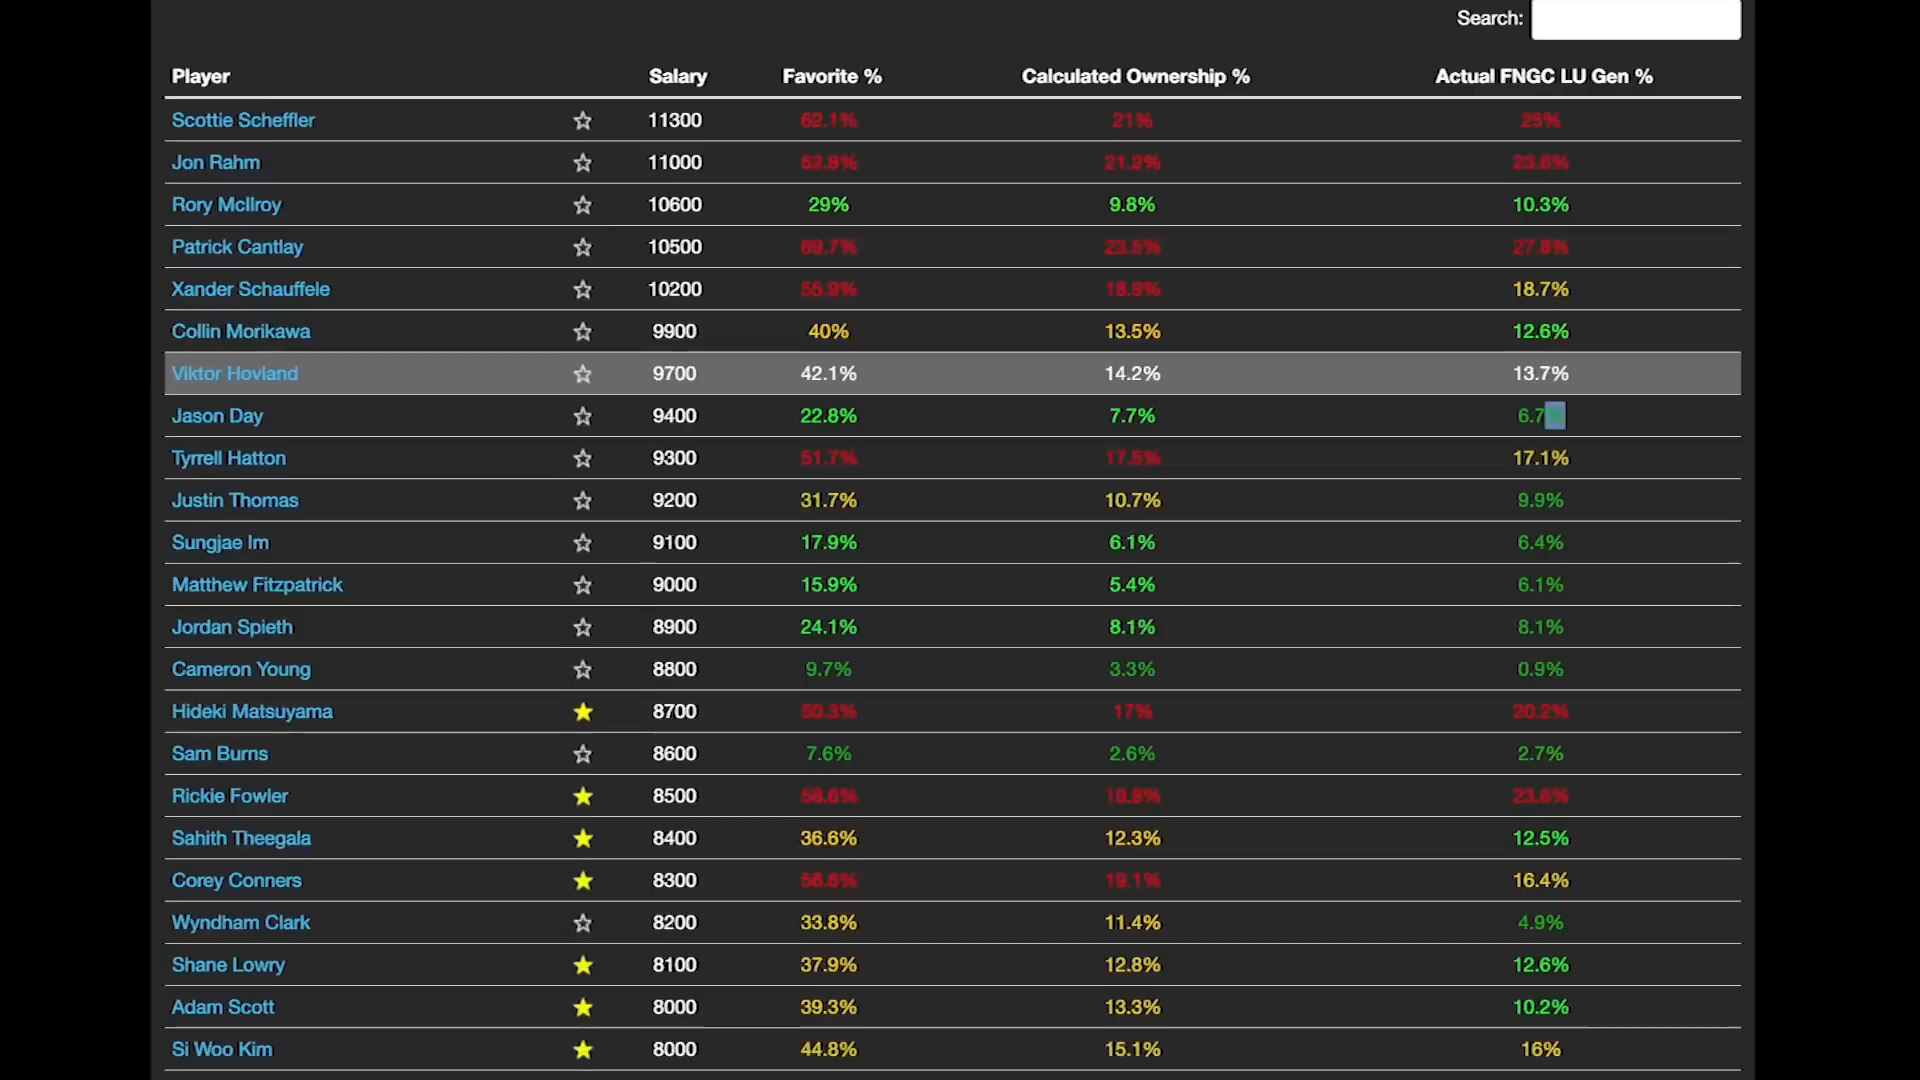 Search:
Player Salary Favorite % Calculated Ownership % Actual FNGC LU Gen %
Scottie Scheffler 11300 62.1% 21% 25%
Jon Rahm 11000 62.8% 21.2% 23.6%
Rory McIlroy 10600 29% 9.8% 10.3%
Patrick Cantlay 10500 69.7% 23.5% 27.8%
Xander Schauffele 10200 55.9% 18.9% 18.7%
Collin Morikawa 9900 40% 13.5% 12.6%
Viktor Hovland 9700 42.1% 14.2% 13.7%
Jason Day 9400 22.8% 7.7% 6.7%
Tyrrell Hatton 9300 51.7% 17.5% 17.1%
Justin Thomas 9200 31.7% 10.7% 9.9%
Sungjae Im 9100 17.9% 6.1% 6.4%
Matthew Fitzpatrick 9000 15.9% 5.4% 6.1%
Jordan Spieth 8900 24.1% 8.1% 8.1%
Cameron Young 8800 9.7% 3.3% 0.9%
Hideki Matsuyama 8700 50.3% 17% 20.2%
Sam Burns 8600 7.6% 2.6% 2.7%
Rickie Fowler 8500 19.8% 23.6%
Sahith Theegala 8400 36.6% 12.3% 12.5%
Corey Conners 8300 56.6% 19.1% 16.4%
Wyndham Clark 8200 33.8% 11.4% 4.9%
Shane Lowry 8100 37.9% 12.8% 12.6%
Adam Scott 8000 39.3% 13.3% 10.2%
Si Woo Kim 8000 44.8% 15.1% 16%